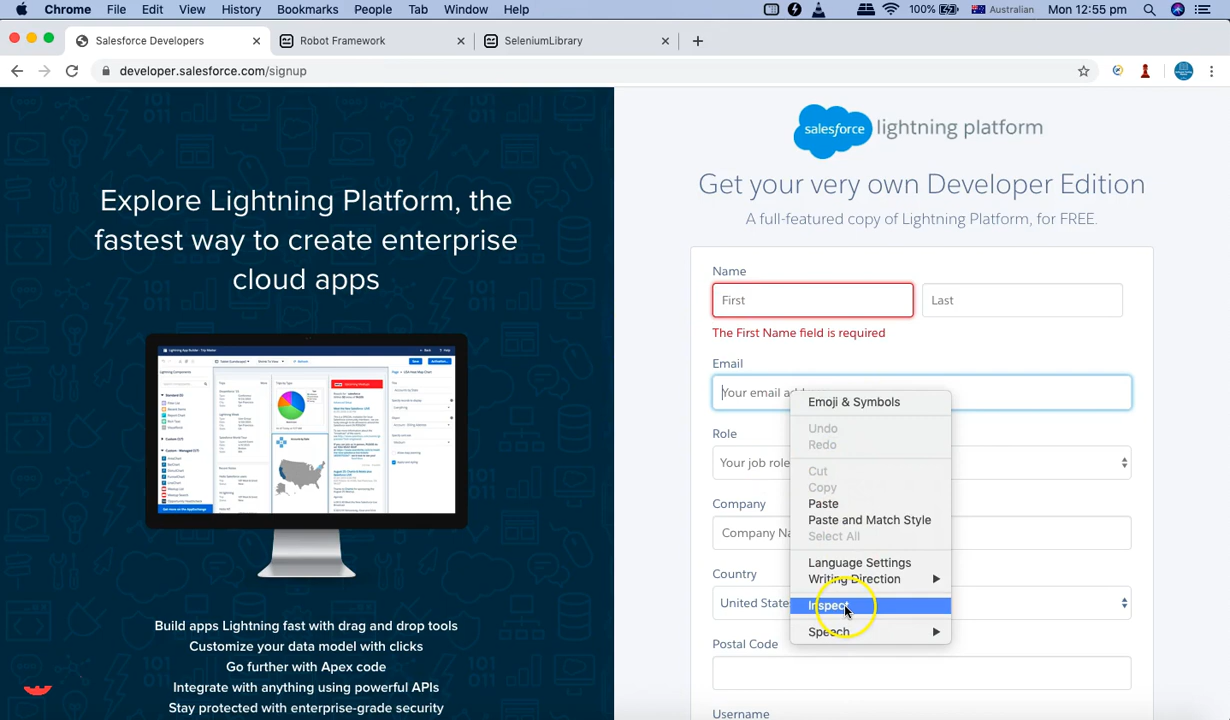 Chrome File Edit View History Bookmarks People Tab Window Help 100% Australian Mon 12:55 pm
Salesforce Developers Robot Framework SeleniumLibrary
developer.salesforce.com/signup
Explore Lightning Platform, the
fastest way to create enterprise
cloud apps
Build apps Lightning fast with drag and drop tools
Customize your data model with clicks
Go further with Apex code
Integrate with anything using powerful APIs
Stay protected with enterprise-grade security
salesforce lightning platform
Get your very own Developer Edition
A full-featured copy of Lightning Platform, for FREE.
Name
First Last
The First Name field is required
Email
Your email
Role
Your job role
Company
Company
Country
United
Postal Code
Username
Emoji & Symbols
Undo
Redo
Cut
Copy
Paste
Paste and Match Style
Select All
Language Settings
Writing Direction
Inspect
Speech